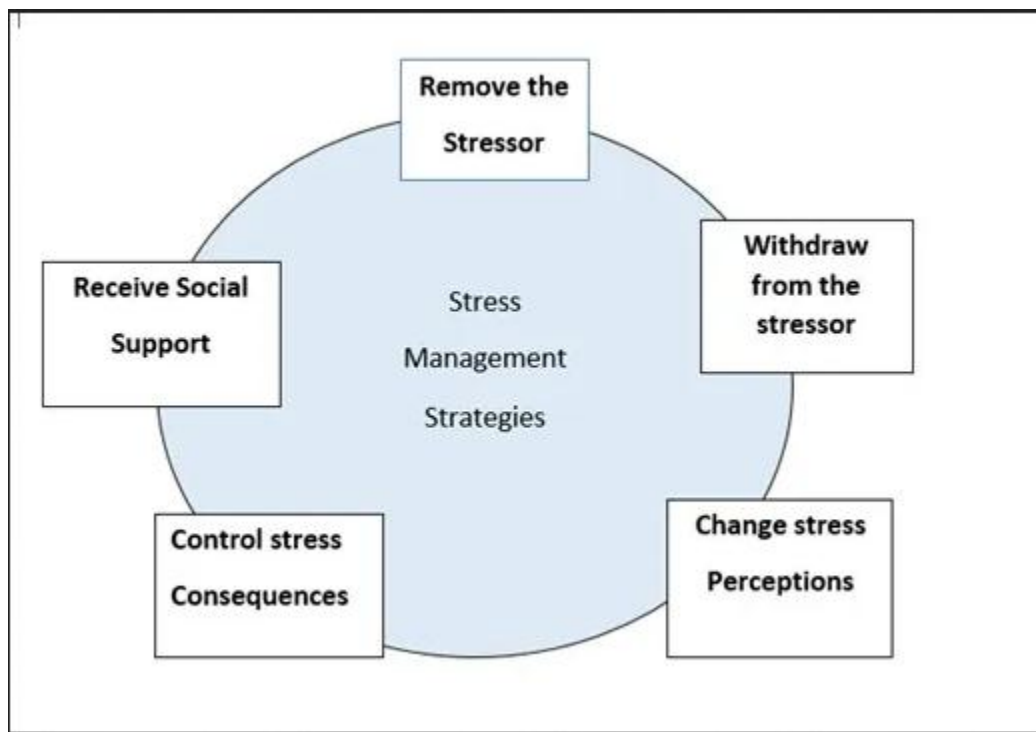 Remove the
Stressor
Withdraw
from the
stressor
Receive Social
Support
Stress
Management
Strategies
Control stress
Consequences
Change stress
Perceptions